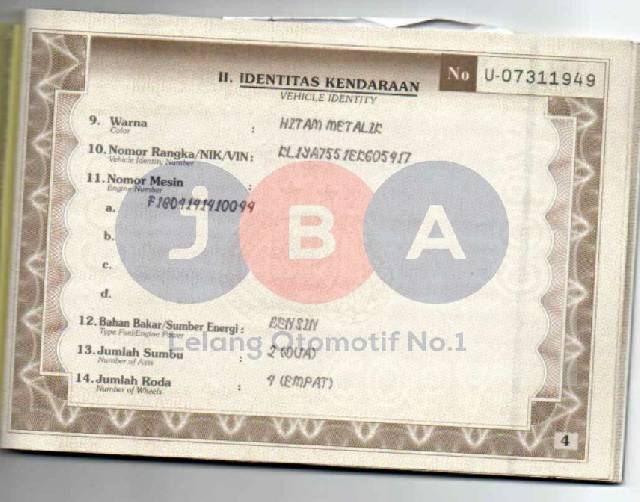 II. IDENTITAS KENDARAAN
VEHICLE IDENTITY
No U-07311949
9. Warna : HITAM METALIK
Color
10. Nomor Rangka/NIK/VIN :
Vehicle Identity Number
11. Nomor Mesin :
Engine Number
a.
b.
c.
d.
JBA
12. Bahan Bakar/Sumber Energi : BENSIN
Type Fuel/Engine Power
Lelang Otomotif No.1
13. Jumlah Sumbu : 2 (DUA)
Number of Axis
14. Jumlah Roda : 4 (EMPAT)
Number of Wheels
4